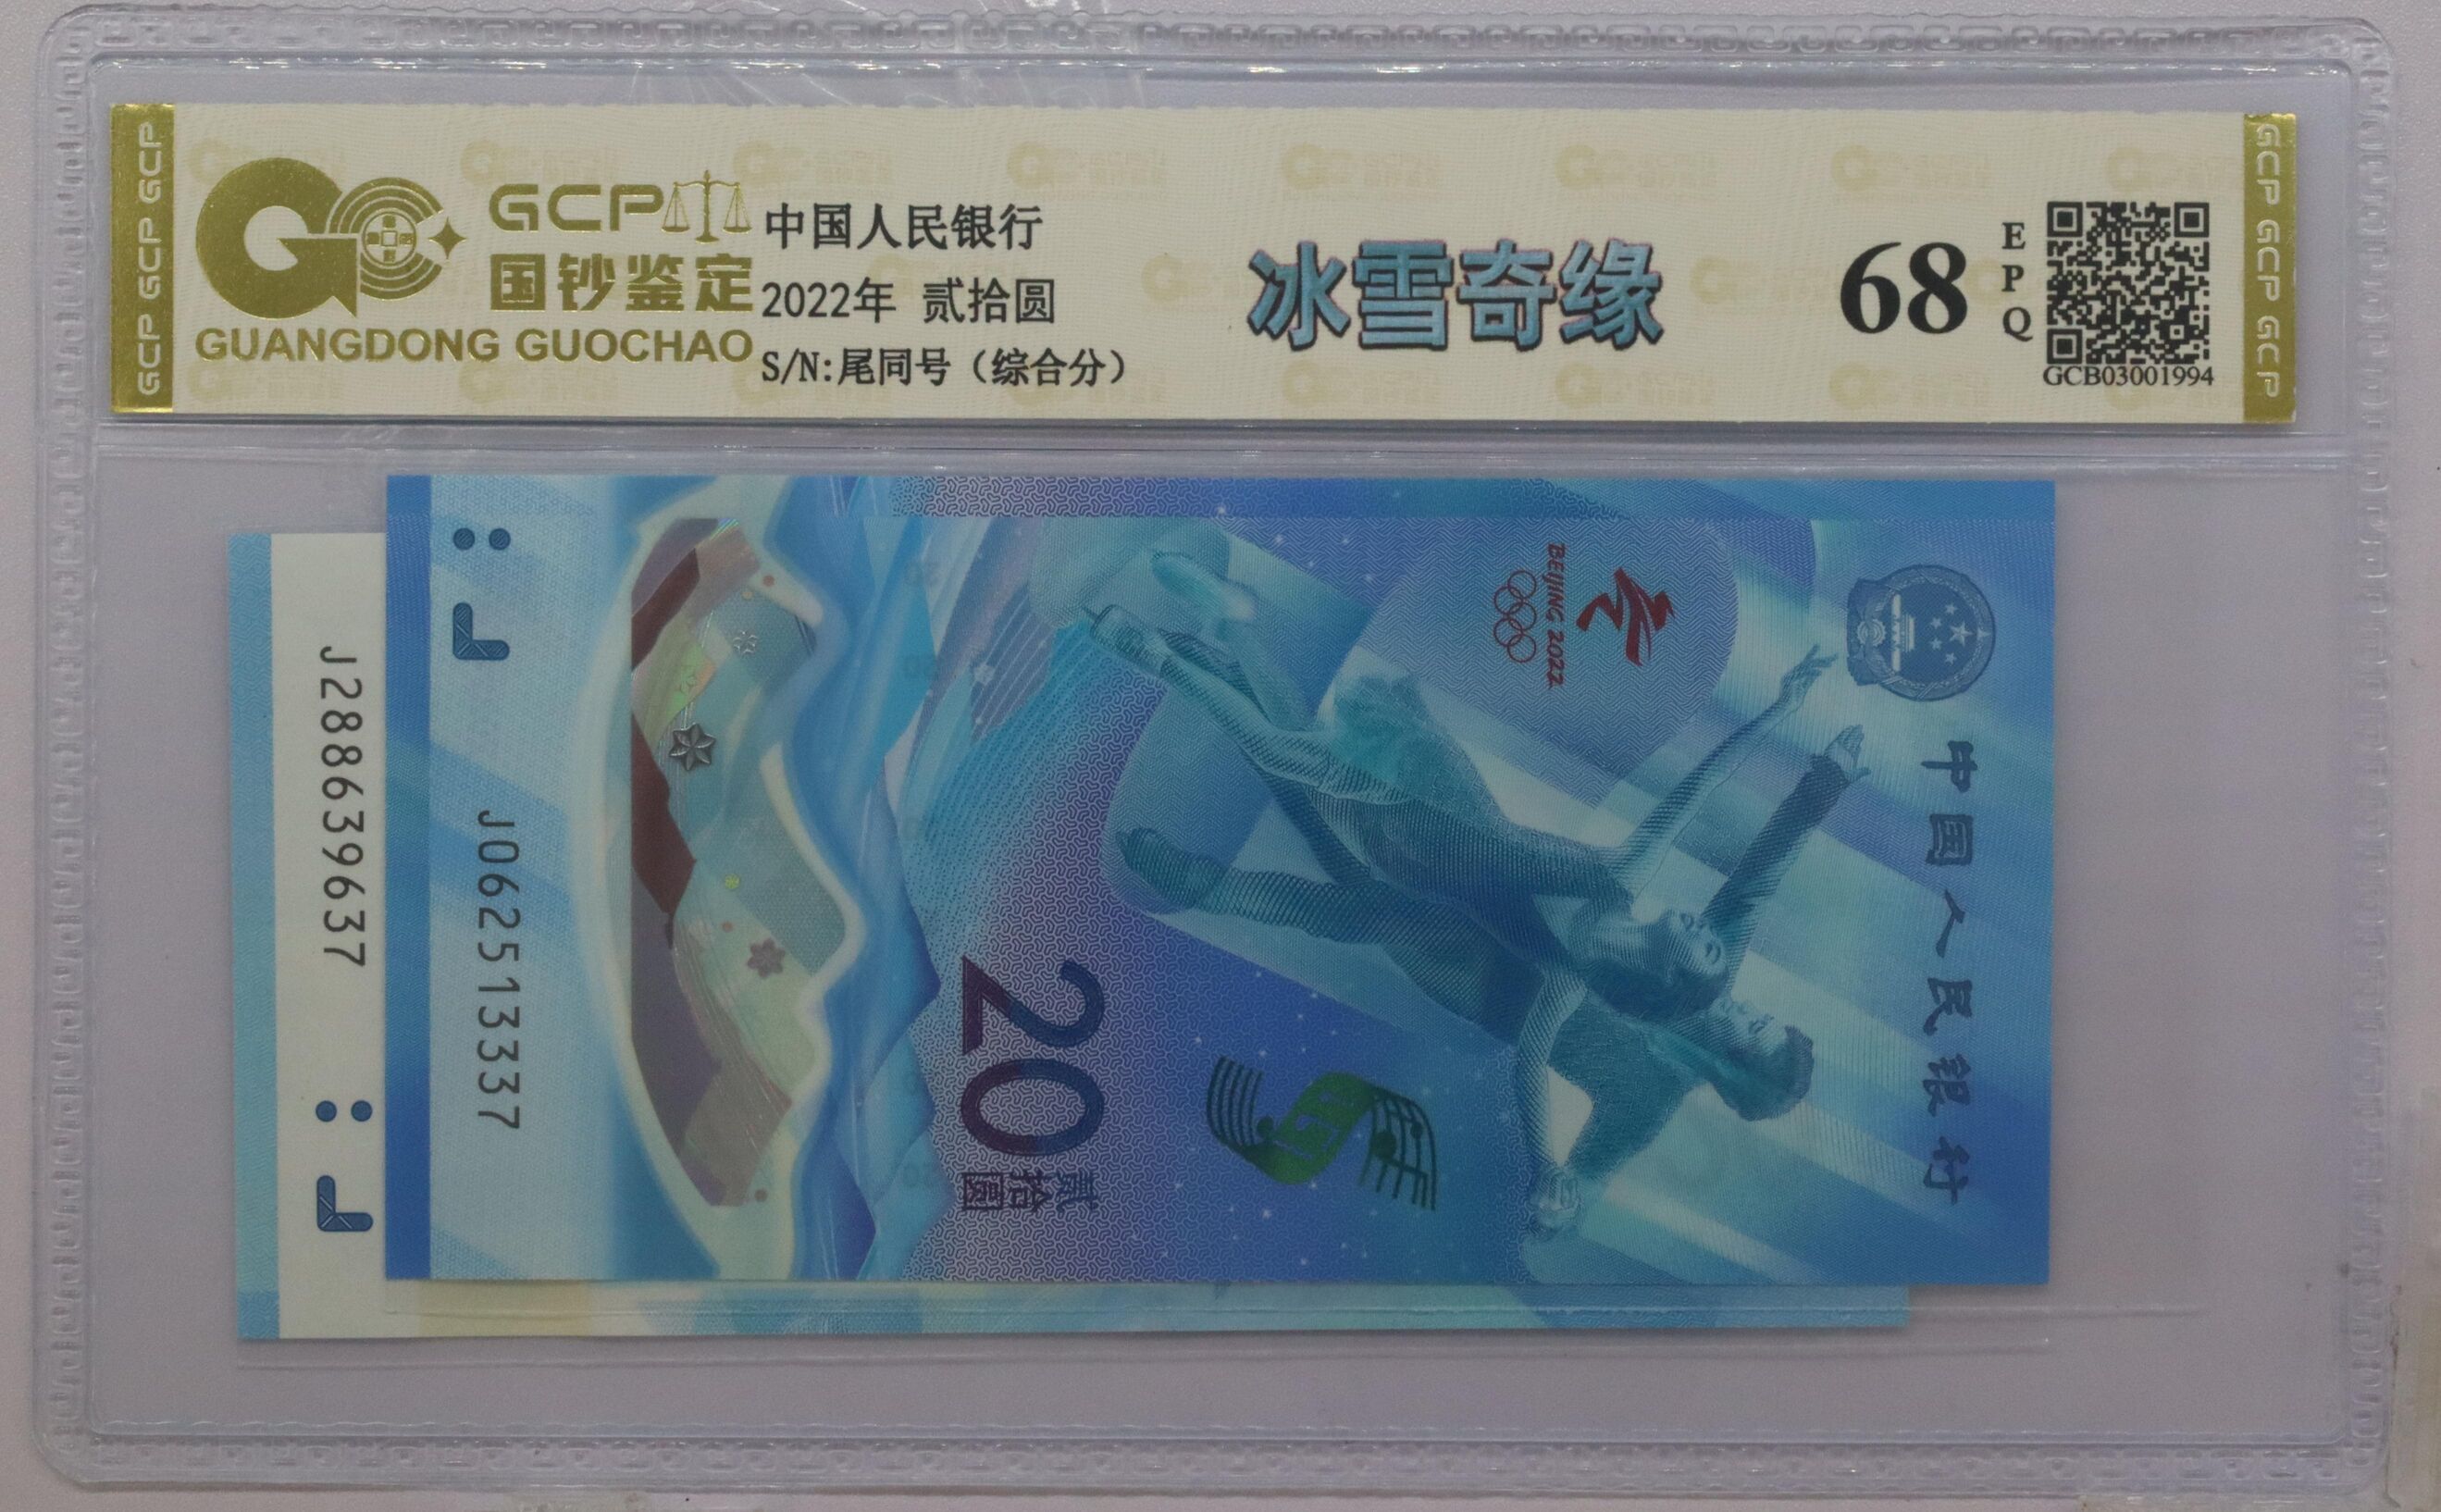 GCP GCP GCP
GCP
国钞鉴定
GUANGDONG GUOCHAO
中国人民银行
2022年 贰拾圆
S/N:尾同号（综合分）
冰雪奇缘
68
EPQ
GCB03001994
GCP GCP GCP
J288639637
J062513337
BEIJING 2022
中国人民银行
20
贰拾圆